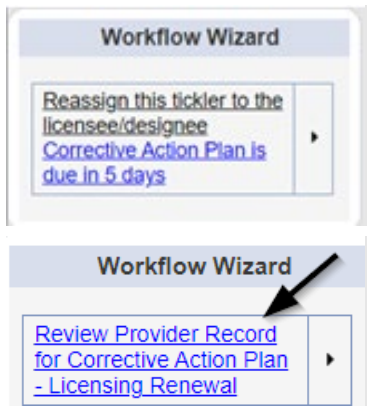 Workflow Wizard
Reassign this tickler to the
licensee/designee
Corrective Action Plan is
due in 5 days
Workflow Wizard
Review Provider Record
for Corrective Action Plan
- Licensing Renewal